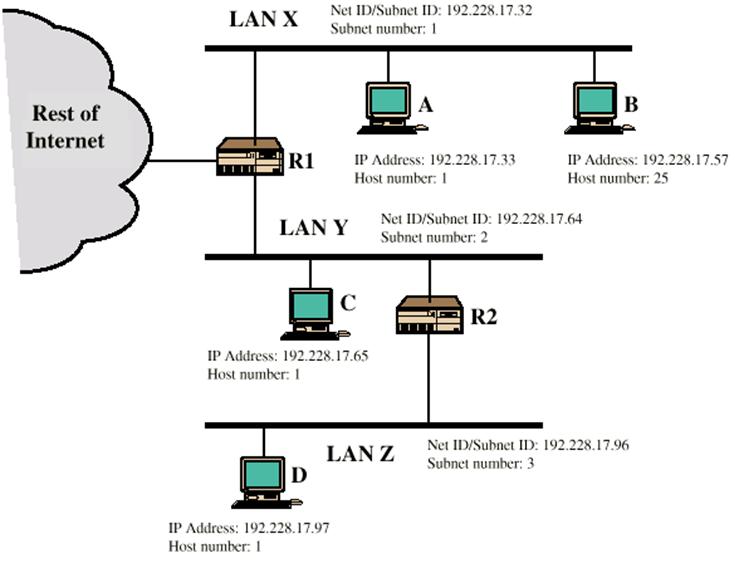 LAN X
Net ID/Subnet ID: 192.228.17.32
Subnet number: 1
Rest of
Internet
A
B
R1
IP Address: 192.228.17.33
Host number: 1
IP Address: 192.228.17.57
Host number: 25
LAN Y
Net ID/Subnet ID: 192.228.17.64
Subnet number: 2
C
R2
IP Address: 192.228.17.65
Host number: 1
LAN Z
Net ID/Subnet ID: 192.228.17.96
Subnet number: 3
D
IP Address: 192.228.17.97
Host number: 1